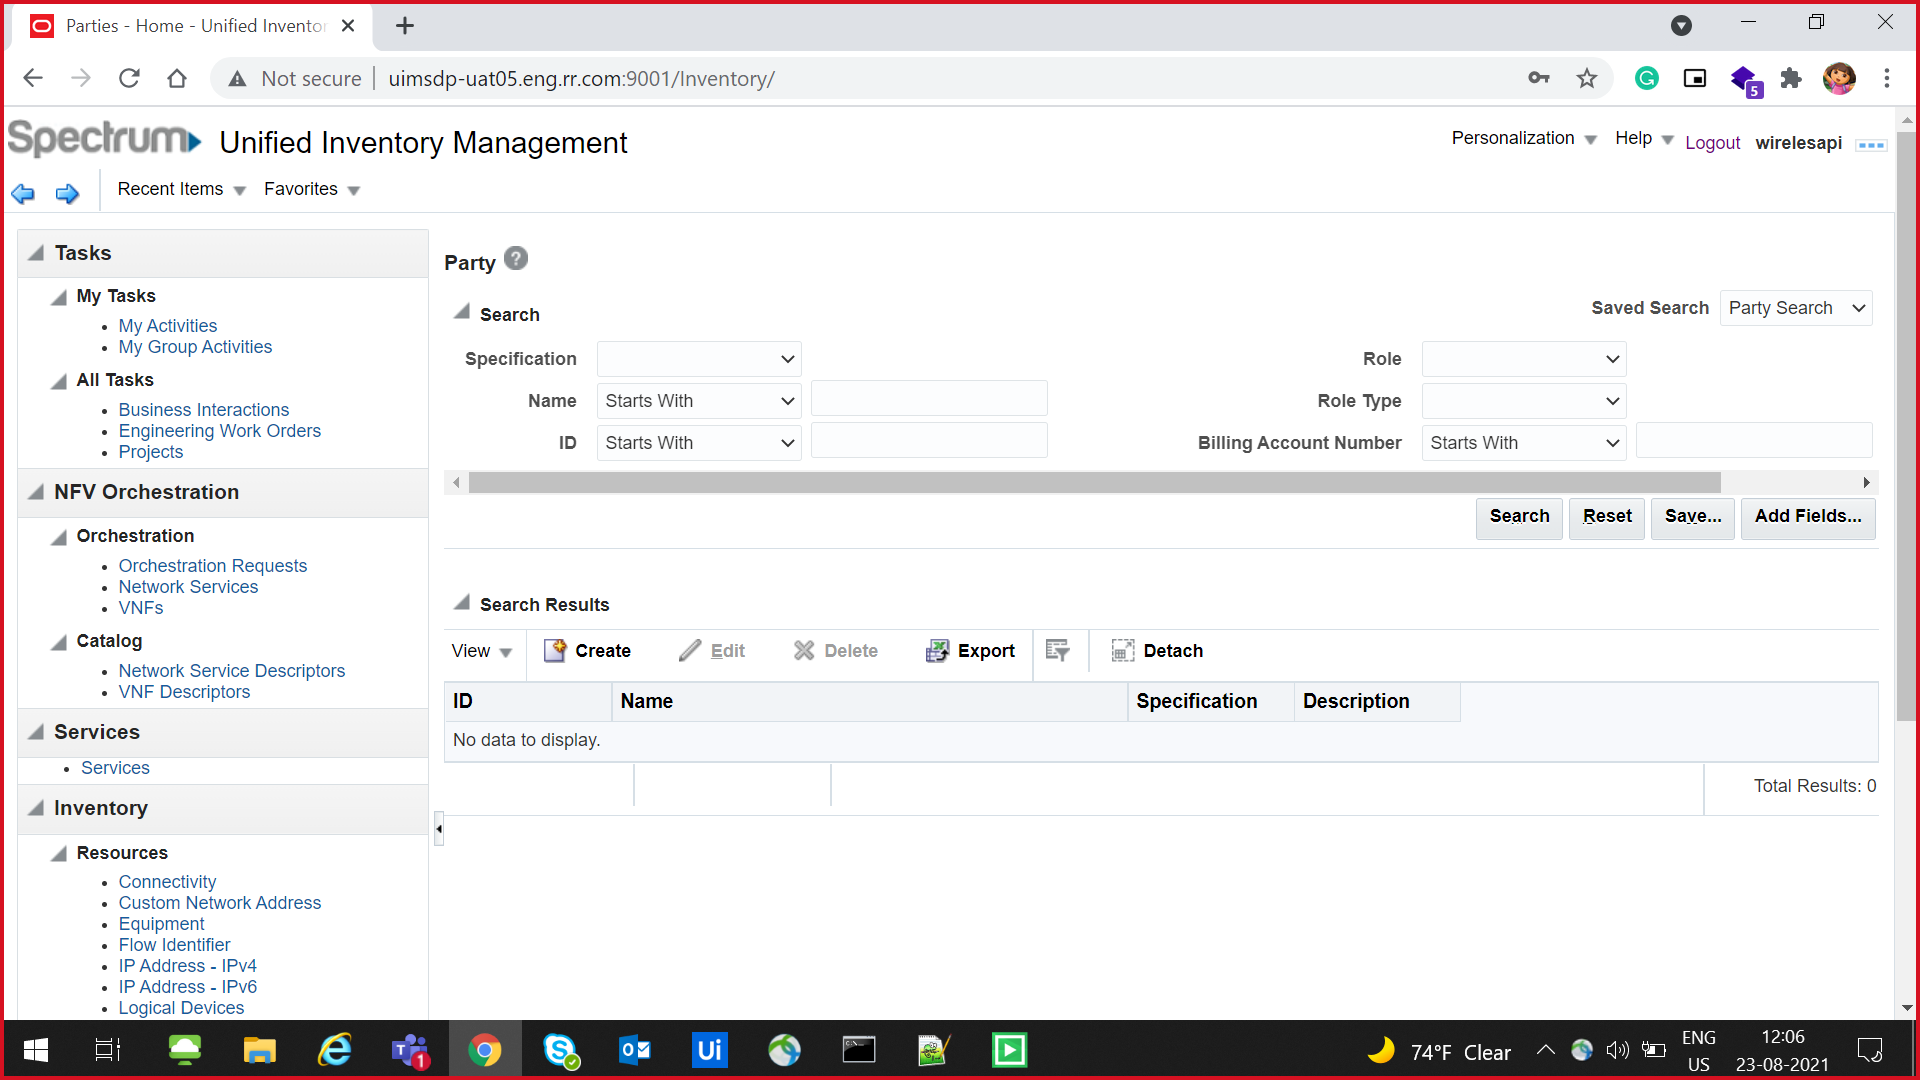 Parties - Home - Unified Inventor
Not secure
uimsdp-uat05.eng.rr.com:9001/Inventory/
5
Spectrum
Unified Inventory Management
Personalization
Help
Logout
wirelesapi
Recent Items
Favorites
Tasks
My Tasks
My Activities
My Group Activities
All Tasks
Business Interactions
Engineering Work Orders
Projects
NFV Orchestration
Orchestration
Orchestration Requests
Network Services
VNFs
Catalog
Network Service Descriptors
VNF Descriptors
Services
Services
Inventory
Resources
Connectivity
Custom Network Address
Equipment
Flow Identifier
IP Address - IPv4
IP Address - IPv6
Logical Devices
Party ?
Search
Saved Search Party Search
Specification
Role
Name Starts With
Role Type
ID Starts With
Billing Account Number Starts With
Search Reset Save... Add Fields...
Search Results
View Create Edit Delete Export Detach
ID Name Specification Description
No data to display.
Total Results: 0
1
Ui
74°F Clear
ENG
US
12:06
23-08-2021